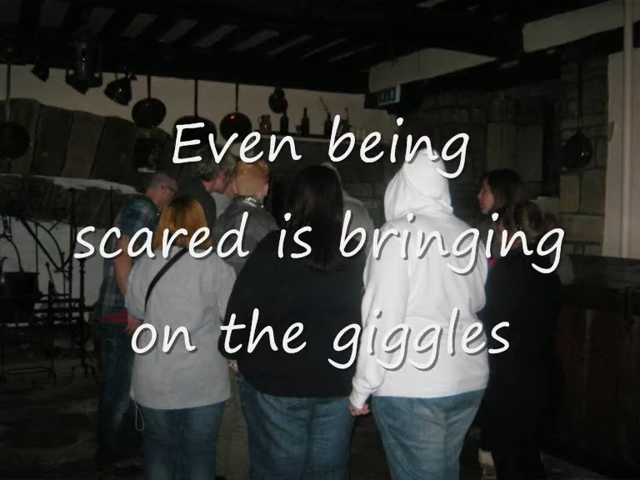 Even being
scared is bringing
on the giggles